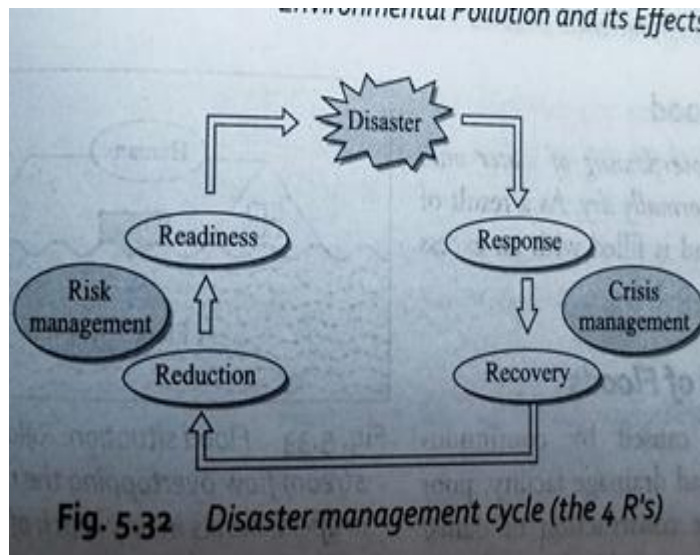 Environmental Pollution and its Effects
Disaster
Readiness
Response
Risk
management
Crisis
management
Reduction
Recovery
Fig. 5.32 Disaster management cycle (the 4 R's)